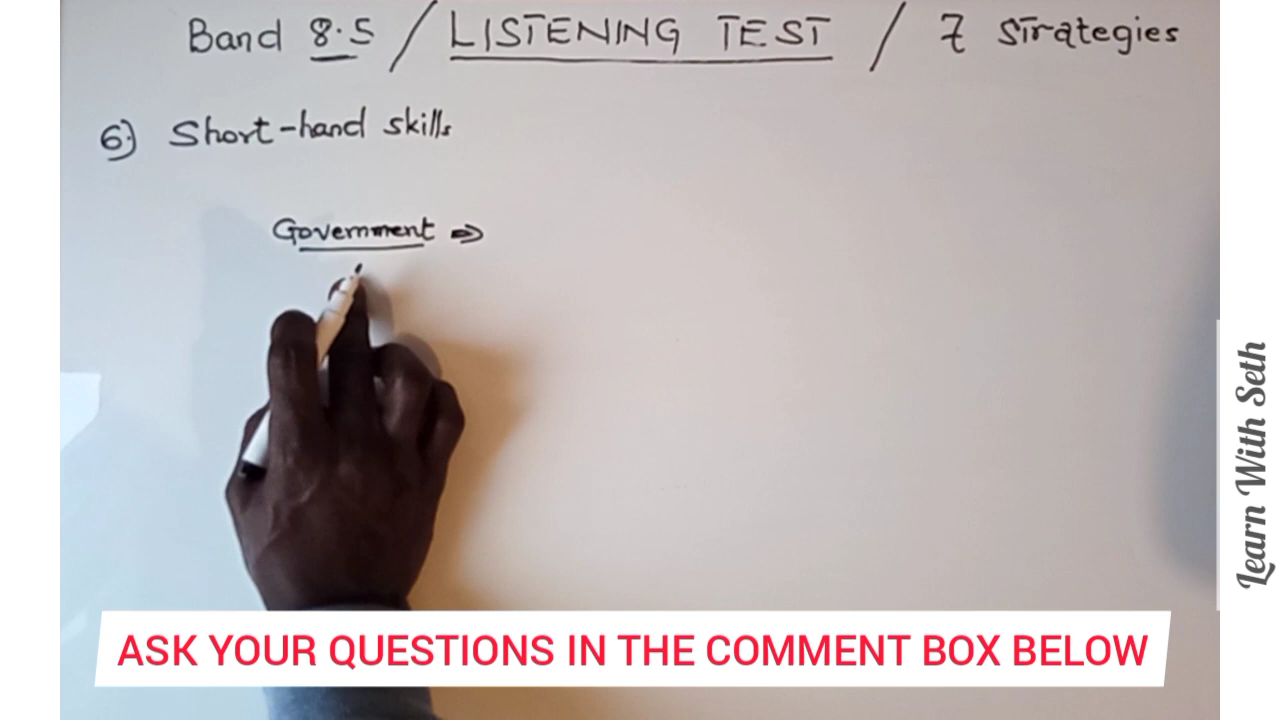 Band 8.5 / LISTENING TEST / 7 strategies
6) Short-hand skills
Government ⇒
Learn With Seth
ASK YOUR QUESTIONS IN THE COMMENT BOX BELOW